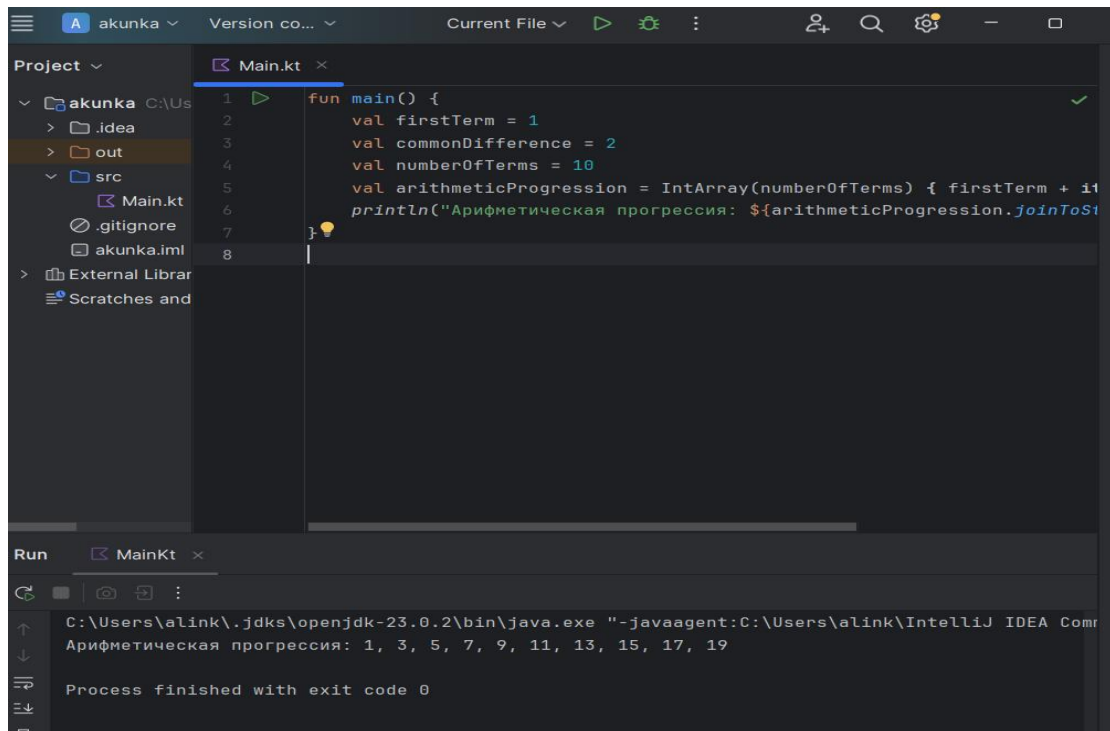 A akunka Version co... Current File
Project
Main.kt
akunka C:\Us
.idea
out
src
Main.kt
.gitignore
akunka.iml
External Librar
Scratches and
1 fun main() {
2 val firstTerm = 1
3 val commonDifference = 2
4 val numberOfTerms = 10
5 val arithmeticProgression = IntArray(numberOfTerms) { firstTerm + it
6 println("Арифметическая прогрессия: ${arithmeticProgression.joinToSt
7 }
8
Run MainKt
C:\Users\alink\.jdks\openjdk-23.0.2\bin\java.exe "-javaagent:C:\Users\alink\IntelliJ IDEA Com
Арифметическая прогрессия: 1, 3, 5, 7, 9, 11, 13, 15, 17, 19
Process finished with exit code 0